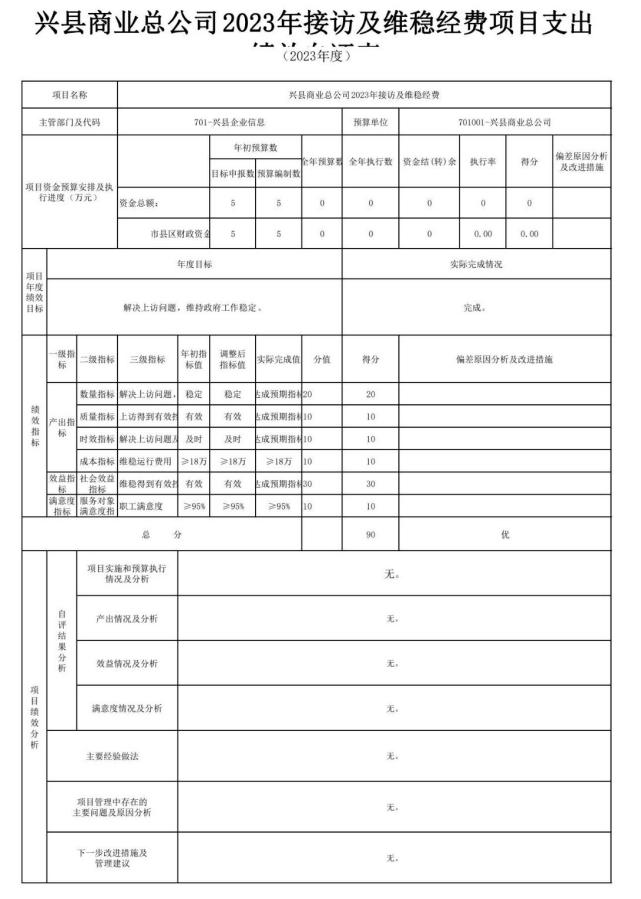 兴县商业总公司2023年接访及维稳经费项目支出
（2023年度）
项目名称 兴县商业总公司2023年接访及维稳经费
主管部门及代码 701-兴县企业信息 预算单位 701001-兴县商业总公司
项目资金预算安排及执
行进度（万元）
年初预算数 全年预算数 全年执行数 资金结(转)余 执行率 得分 偏差原因分析
及改进措施
目标申报数 预算编制数
资金总额： 5 5 0 0 0 0 0
市县区财政资金 5 5 0 0 0 0.00 0.00
项目
年度
绩效
目标
年度目标 实际完成情况
解决上访问题，维持政府工作稳定。 完成。
绩
效
指
标
一级指
标
二级指标 三级指标 年初指
标值
调整后
指标值
实际完成值 分值 得分 偏差原因分析及改进措施
产出指
标
数量指标 解决上访问题， 稳定 稳定 达成预期指标 20 20
质量指标 上访得到有效控 有效 有效 达成预期指标 10 10
时效指标 解决上访问题及 及时 及时 达成预期指标 10 10
成本指标 维稳运行费用 ≥18万 ≥18万 ≥18万 10 10
效益指
标
社会效益
指标
维稳得到有效控 有效 有效 达成预期指标 30 30
满意度
指标
服务对象
满意度指
职工满意度 ≥95% ≥95% ≥95% 10 10
总 分 90 优
项
目
绩
效
分
析
自
评
结
果
分
析
项目实施和预算执行
情况及分析
无。
产出情况及分析 无。
效益情况及分析 无。
满意度情况及分析 无。
主要经验做法 无。
项目管理中存在的
主要问题及原因分析
无。
下一步改进措施及
管理建议
无。